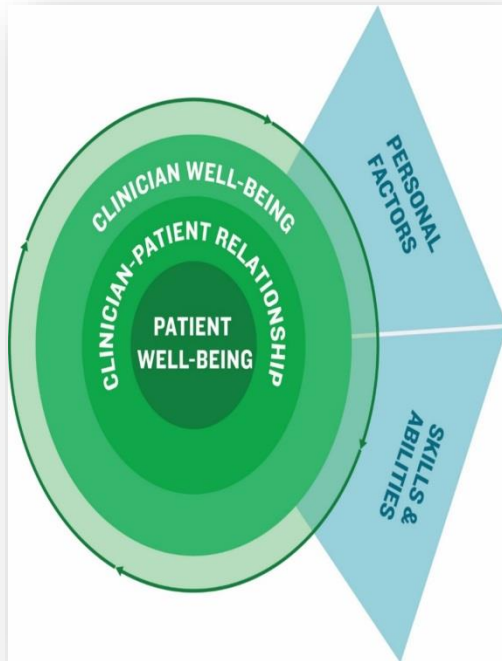 CLINICIAN WELL-BEING
CLINICIAN-PATIENT RELATIONSHIP
PATIENT
WELL-BEING
PERSONAL
FACTORS
SKILLS &
ABILITIES